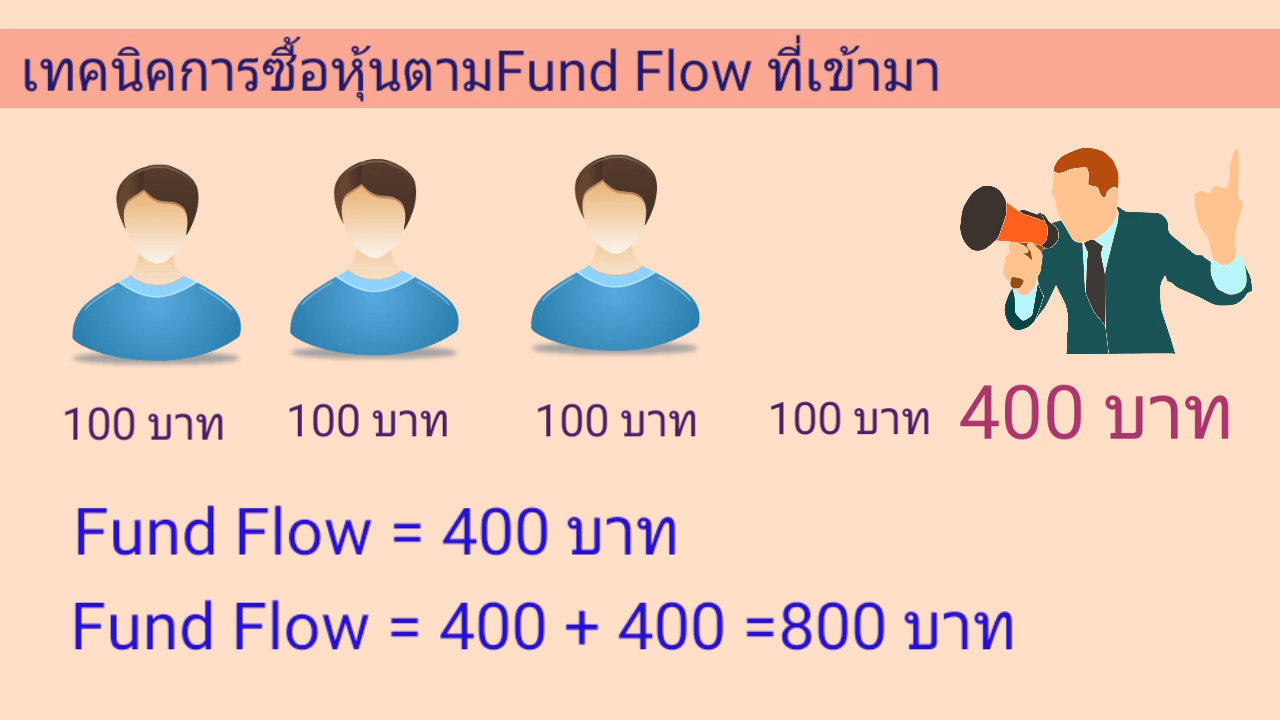 เทคนิคการซื้อหุ้นตามFund Flow ที่เข้ามา
100 บาท 100 บาท 100 บาท 100 บาท 400 บาท
Fund Flow = 400 บาท
Fund Flow = 400 + 400 =800 บาท